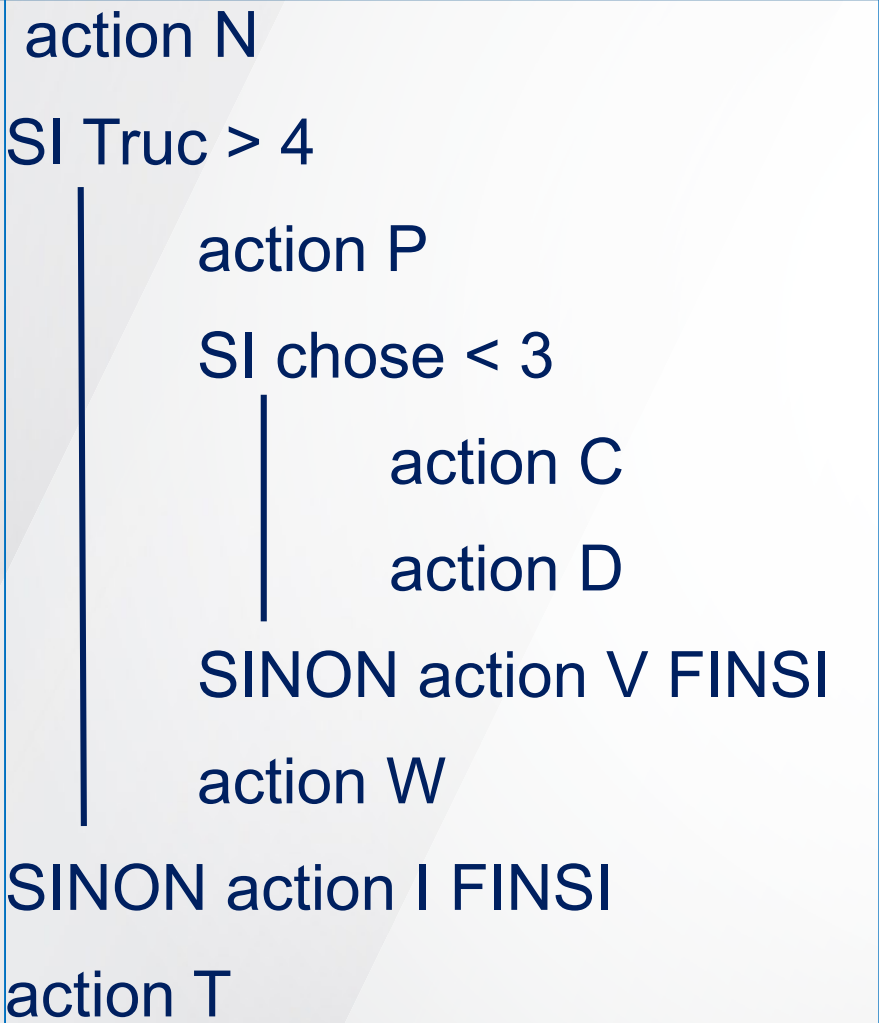 action N
SI Truc > 4
action P
SI chose < 3
action C
action D
SINON action V FINSI
action W
SINON action I FINSI
action T